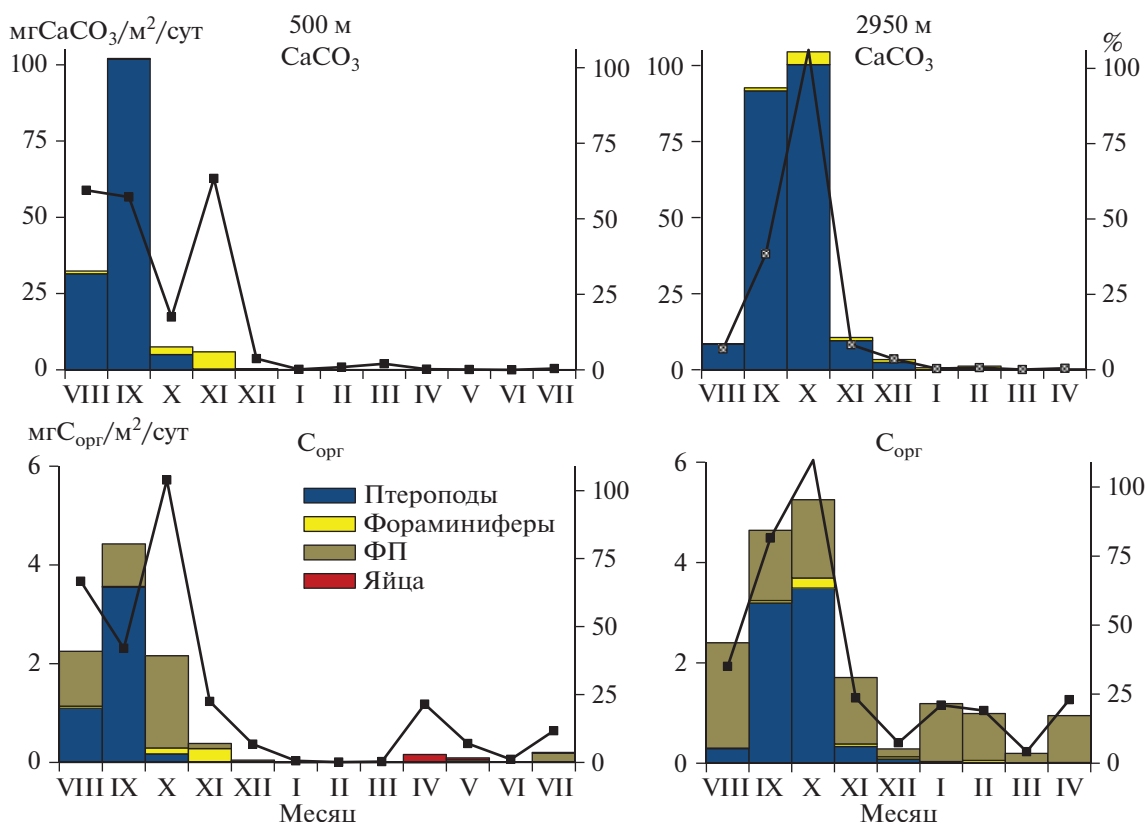 мгCaCO₃/м²/сут
500 м
CaCO₃
100
75
50
25
0
100
75
50
25
0
VIII IX X XI XII I II III IV V VI VII
2950 м
CaCO₃
%
100
75
50
25
0
100
75
50
25
0
VIII IX X XI XII I II III IV
мгCорг/м²/сут
Cорг
6
4
2
0
Птероподы
Фораминиферы
ФП
Яйца
100
75
50
25
0
VIII IX X XI XII I II III IV V VI VII
Месяц
Cорг
6
4
2
0
100
75
50
25
0
VIII IX X XI XII I II III IV
Месяц